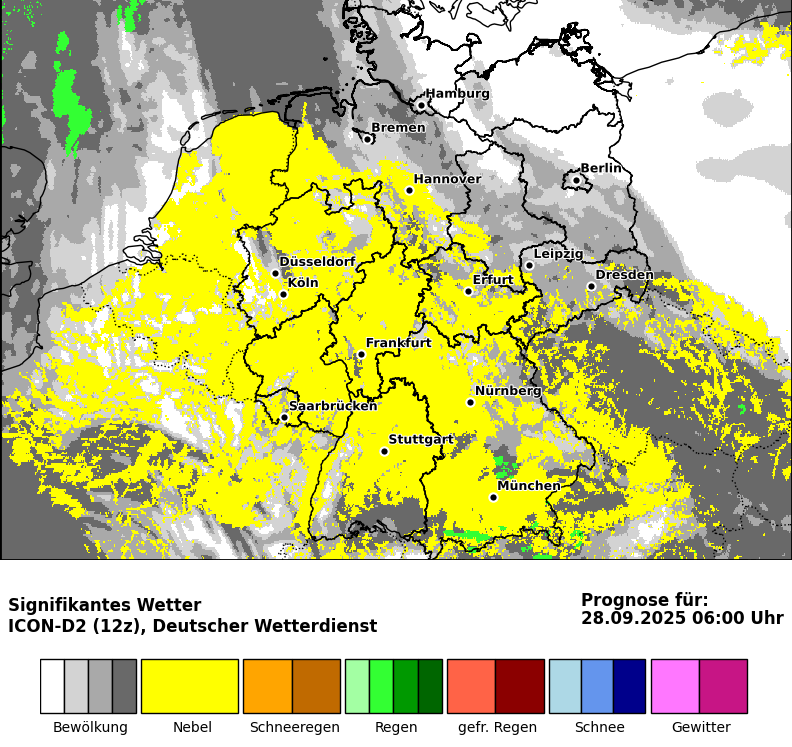 Hamburg
Bremen
Berlin
Hannover
Leipzig
Düsseldorf
Dresden
Köln
Erfurt
Frankfurt
Nürnberg
Saarbrücken
Stuttgart
München
Signifikantes Wetter
ICON-D2 (12z), Deutscher Wetterdienst
Prognose für:
28.09.2025 06:00 Uhr
Bewölkung Nebel Schneeregen Regen gefr. Regen Schnee Gewitter